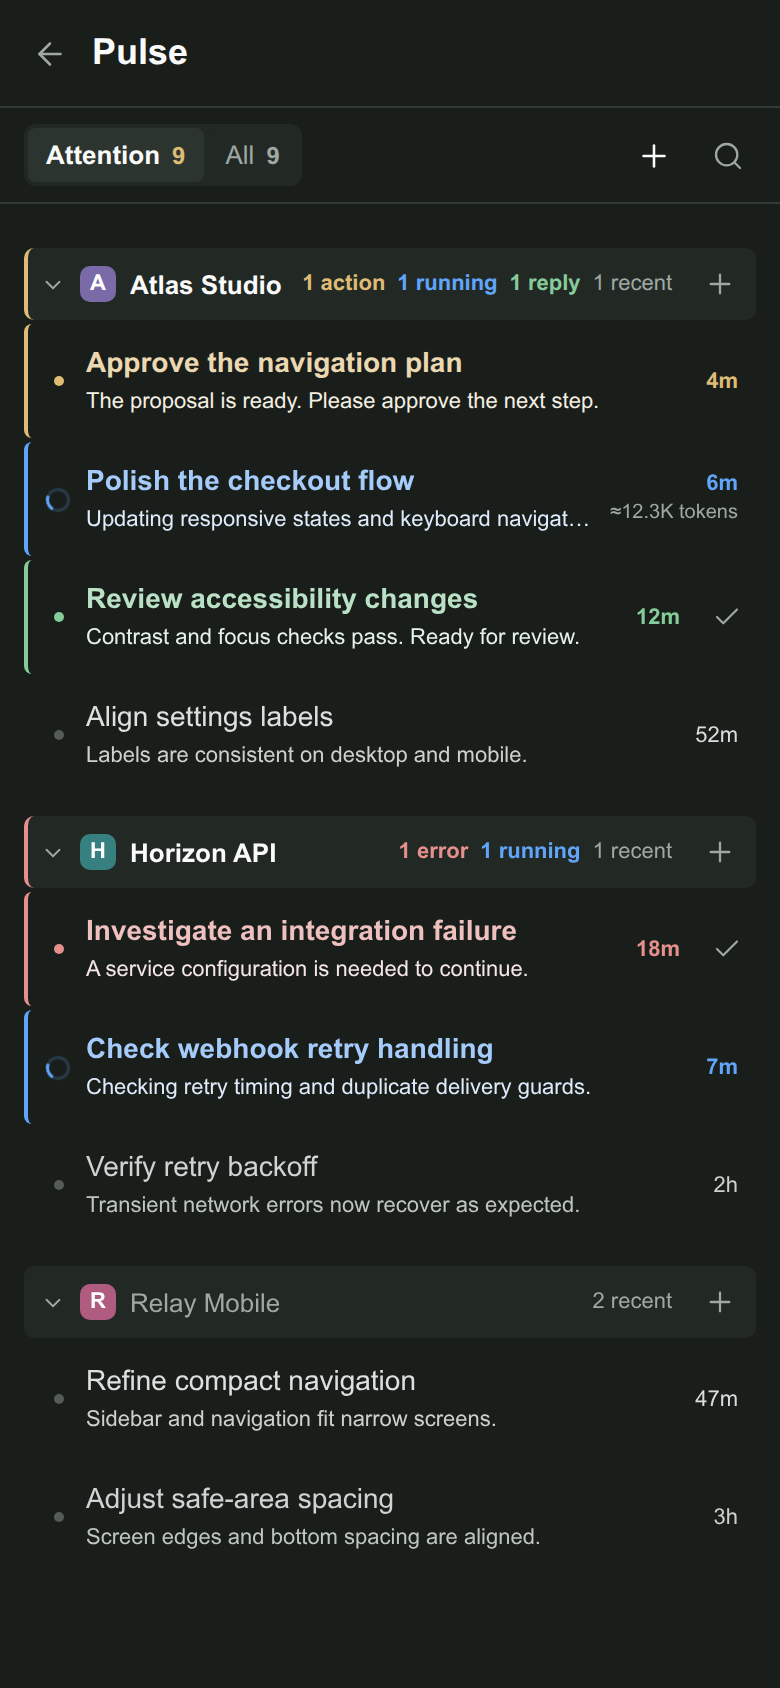 Pulse
Attention 9 All 9
A Atlas Studio 1 action 1 running 1 reply 1 recent
Approve the navigation plan
The proposal is ready. Please approve the next step.
4m
Polish the checkout flow
Updating responsive states and keyboard navigat…
6m
≈12.3K tokens
Review accessibility changes
Contrast and focus checks pass. Ready for review.
12m
Align settings labels
Labels are consistent on desktop and mobile.
52m
H Horizon API 1 error 1 running 1 recent
Investigate an integration failure
A service configuration is needed to continue.
18m
Check webhook retry handling
Checking retry timing and duplicate delivery guards.
7m
Verify retry backoff
Transient network errors now recover as expected.
2h
R Relay Mobile 2 recent
Refine compact navigation
Sidebar and navigation fit narrow screens.
47m
Adjust safe-area spacing
Screen edges and bottom spacing are aligned.
3h